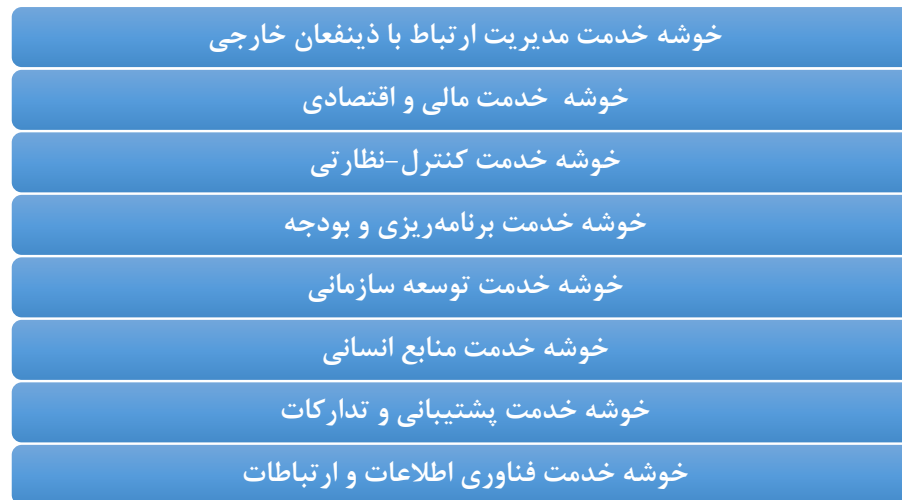 خوشه خدمت مدیریت ارتباط با ذینفعان خارجی
خوشه خدمت مالی و اقتصادی
خوشه خدمت کنترل-نظارتی
خوشه خدمت برنامه‌ریزی و بودجه
خوشه خدمت توسعه سازمانی
خوشه خدمت منابع انسانی
خوشه خدمت پشتیبانی و تدارکات
خوشه خدمت فناوری اطلاعات و ارتباطات